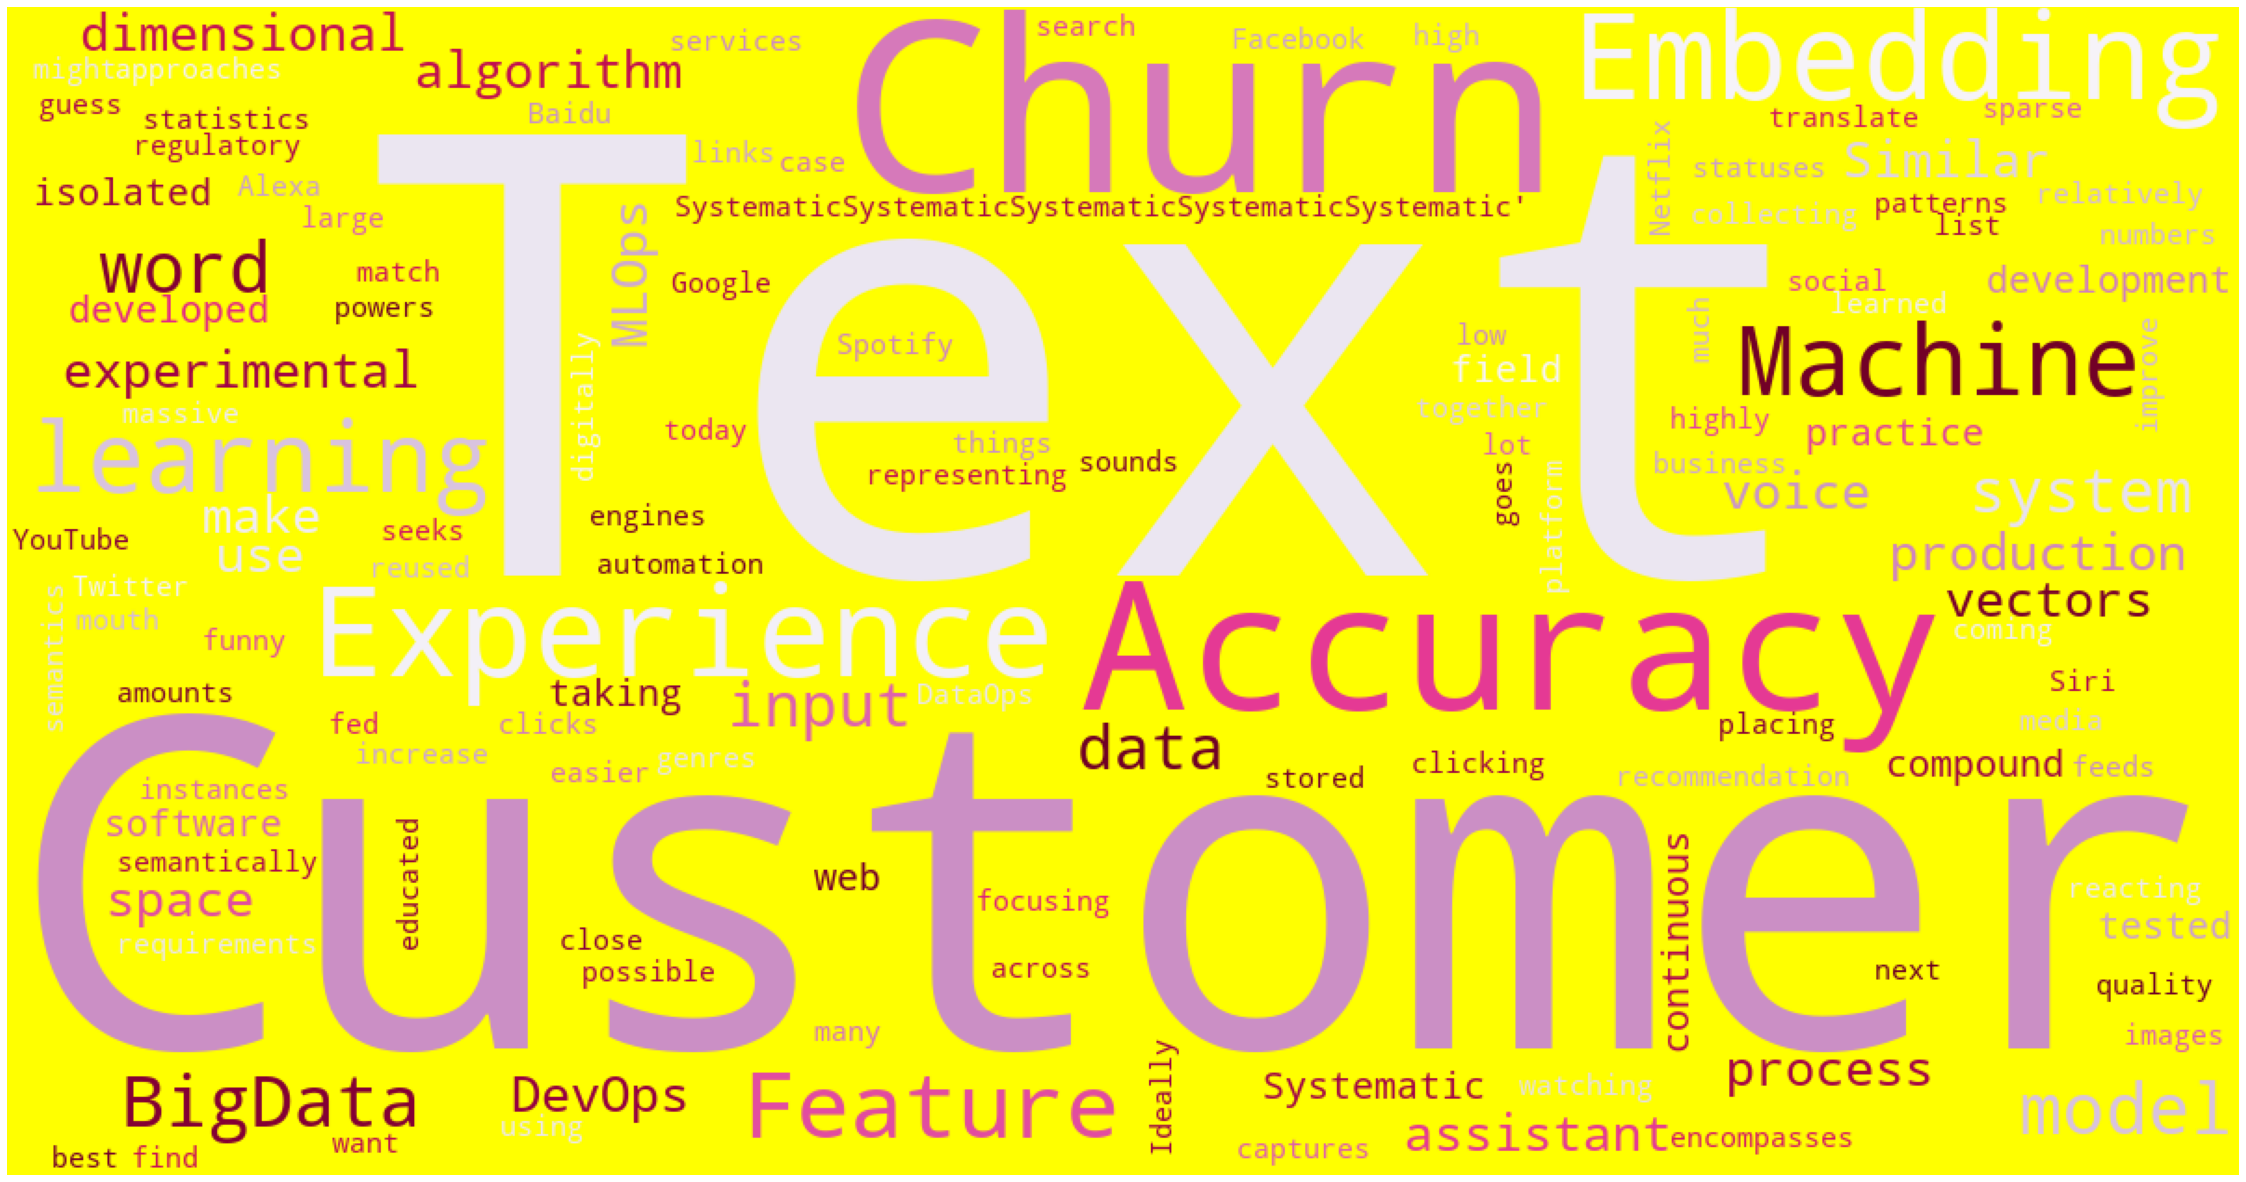 dimensional
algorithm
services
Churn
search
Facebook
high
Embedding
mightapproaches
guess
statistics
regulatory
Baidu
links
case
translate
sparse
isolated
Alexa
large
Text
MLOps
SystematicSystematicSystematicSystematicSystematic'
Netflix
statuses
Similar
collecting
patterns
relatively
list
numbers
word
match
developed
powers
Google
social
development
learned
experimental
digitally
Spotify
low
field
much
Machine
improve
massive
learning
today
things
representing
sounds
together
lot
highly
practice
business.
voice
system
make
use
YouTube
seeks
reused
engines
automation
goes
platform
production
Twitter
mouth
semantics
funny
Experience
Accuracy
vectors
coming
amounts
taking
input
DataOps
Siri
fed
clicks
increase
easier
genres
data
stored
clicking
placing
media
recommendation
compound
feeds
Customer
instances
software
semantically
space
requirements
educated
web
close
possible
focusing
across
many
continuous
reacting
tested
next
quality
images
BigData
DevOps
using
want
best
find
Feature
Ideally
Systematic
watching
captures
assistant
encompasses
process
model